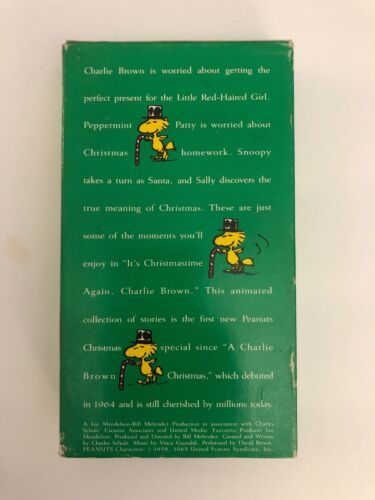 Charlie Brown is worried about getting the
perfect present for the Little Red-Haired Girl.
Peppermint Patty is worried about
Christmas homework. Snoopy
takes a turn as Santa, and Sally discovers the
true meaning of Christmas. These are just
some of the moments you'll
enjoy in "It's Christmastime
Again, Charlie Brown." This animated
collection of stories is the first new Peanuts
Christmas special since "A Charlie
Brown Christmas," which debuted
in 1964 and is still cherished by millions today.
A Lee Mendelson-Bill Melendez Production in association with Charles
Schulz Creative Associates and United Media. Executive Producer Lee
Mendelson. Produced and Directed by Bill Melendez. Created and Written
by Charles Schulz. Music by Vince Guaraldi. Performed by David Benoit.
PEANUTS Characters: © 1958, 1965 United Feature Syndicate, Inc.